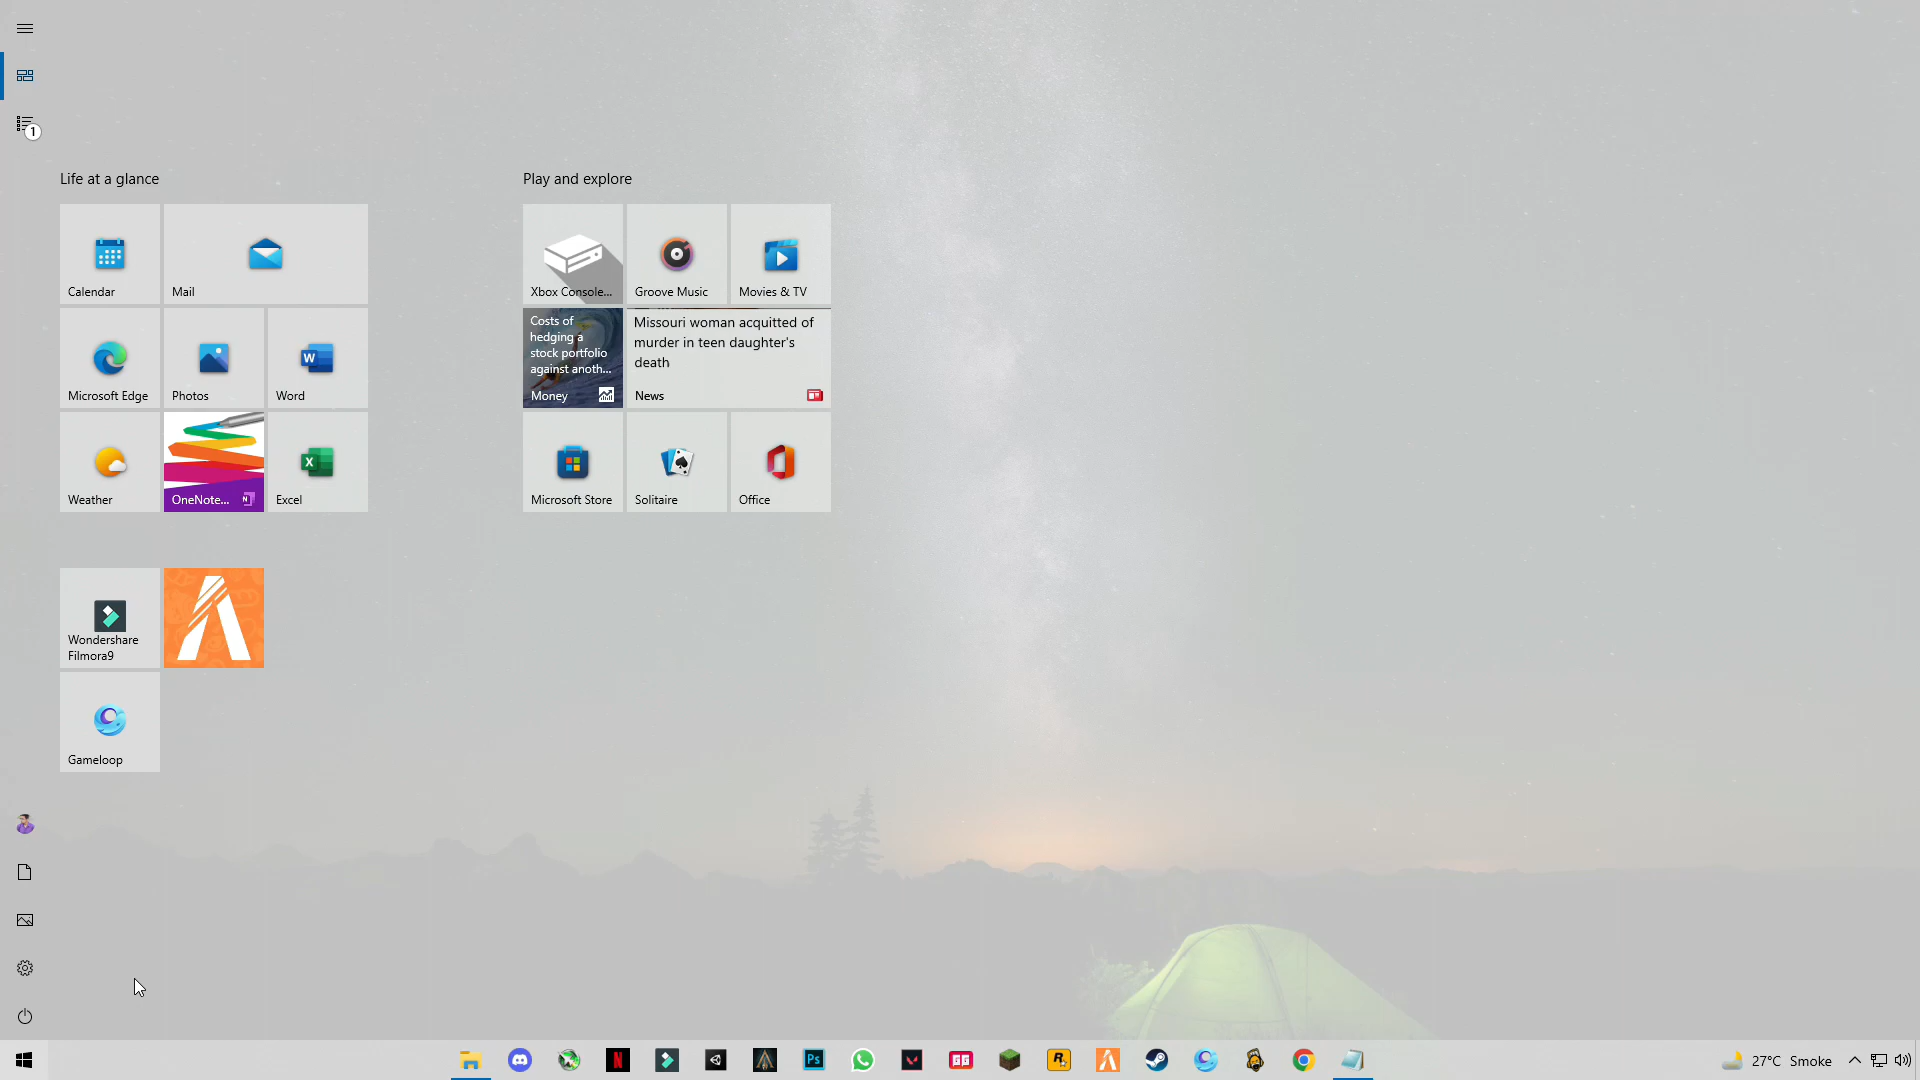 1
Life at a glance
Play and explore
Calendar
Mail
Xbox Console...
Groove Music
Movies & TV
Costs of
hedging a
stock portfolio
against anoth...
Money
Missouri woman acquitted of
murder in teen daughter's
death
News
Microsoft Edge
Photos
W
Word
Weather
OneNote...
N
X
Excel
Microsoft Store
Solitaire
Office
Wondershare
Filmora9
Gameloop
N
Ps
GG
R
27°C Smoke